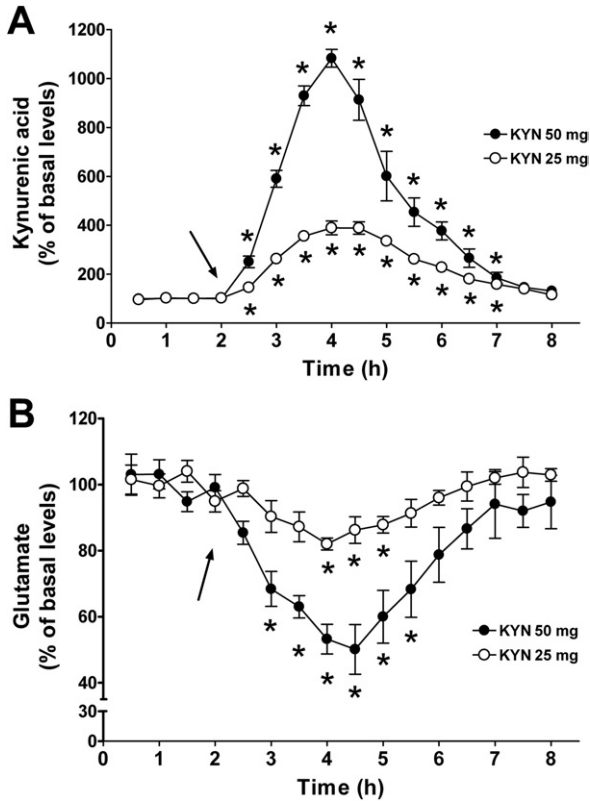 A
1200
1000
800
600
400
200
0
Kynurenic acid
(% of basal levels)
* * * * * * * * * *
* * * * * * * * * *
KYN 50 mg
KYN 25 mg
0 1 2 3 4 5 6 7 8
Time (h)
B
120
100
80
60
40
30
0
Glutamate
(% of basal levels)
* * *
* * * * * *
KYN 50 mg
KYN 25 mg
0 1 2 3 4 5 6 7 8
Time (h)